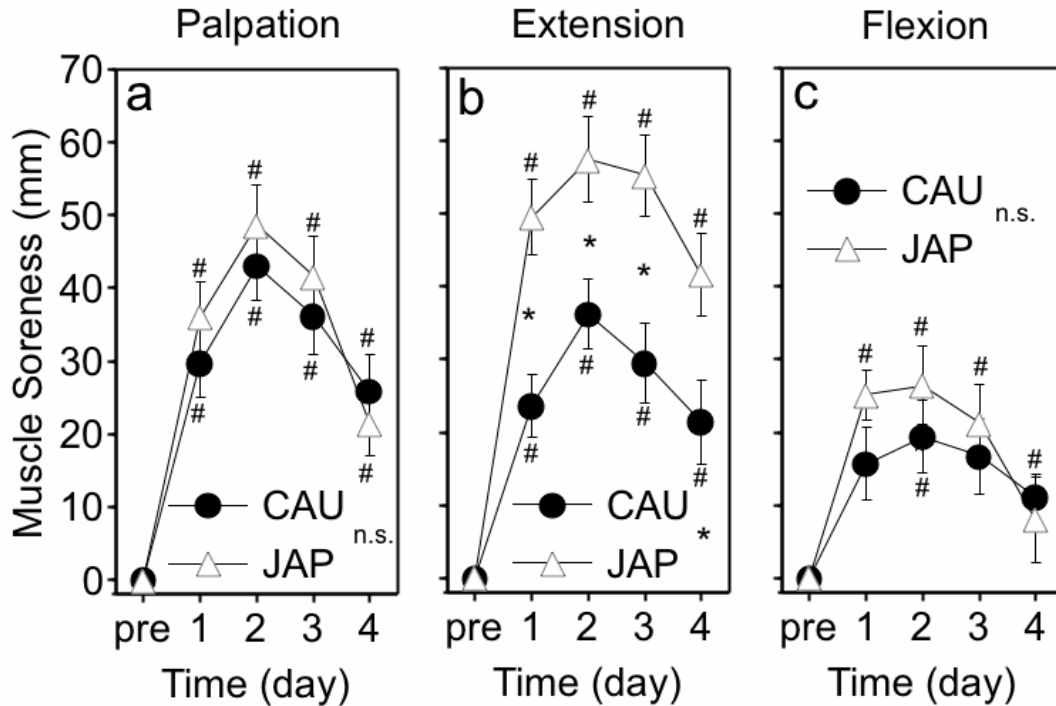 Palpation
Extension
Flexion
Muscle Soreness (mm)
70
60
50
40
30
20
10
0
a
#
#
#
#
#
#
#
#
CAU
JAP
n.s.
pre 1 2 3 4
Time (day)
b
#
#
#
#
*
*
*
#
#
#
#
*
CAU
JAP
pre 1 2 3 4
Time (day)
c
CAU
JAP
n.s.
#
#
#
#
#
pre 1 2 3 4
Time (day)